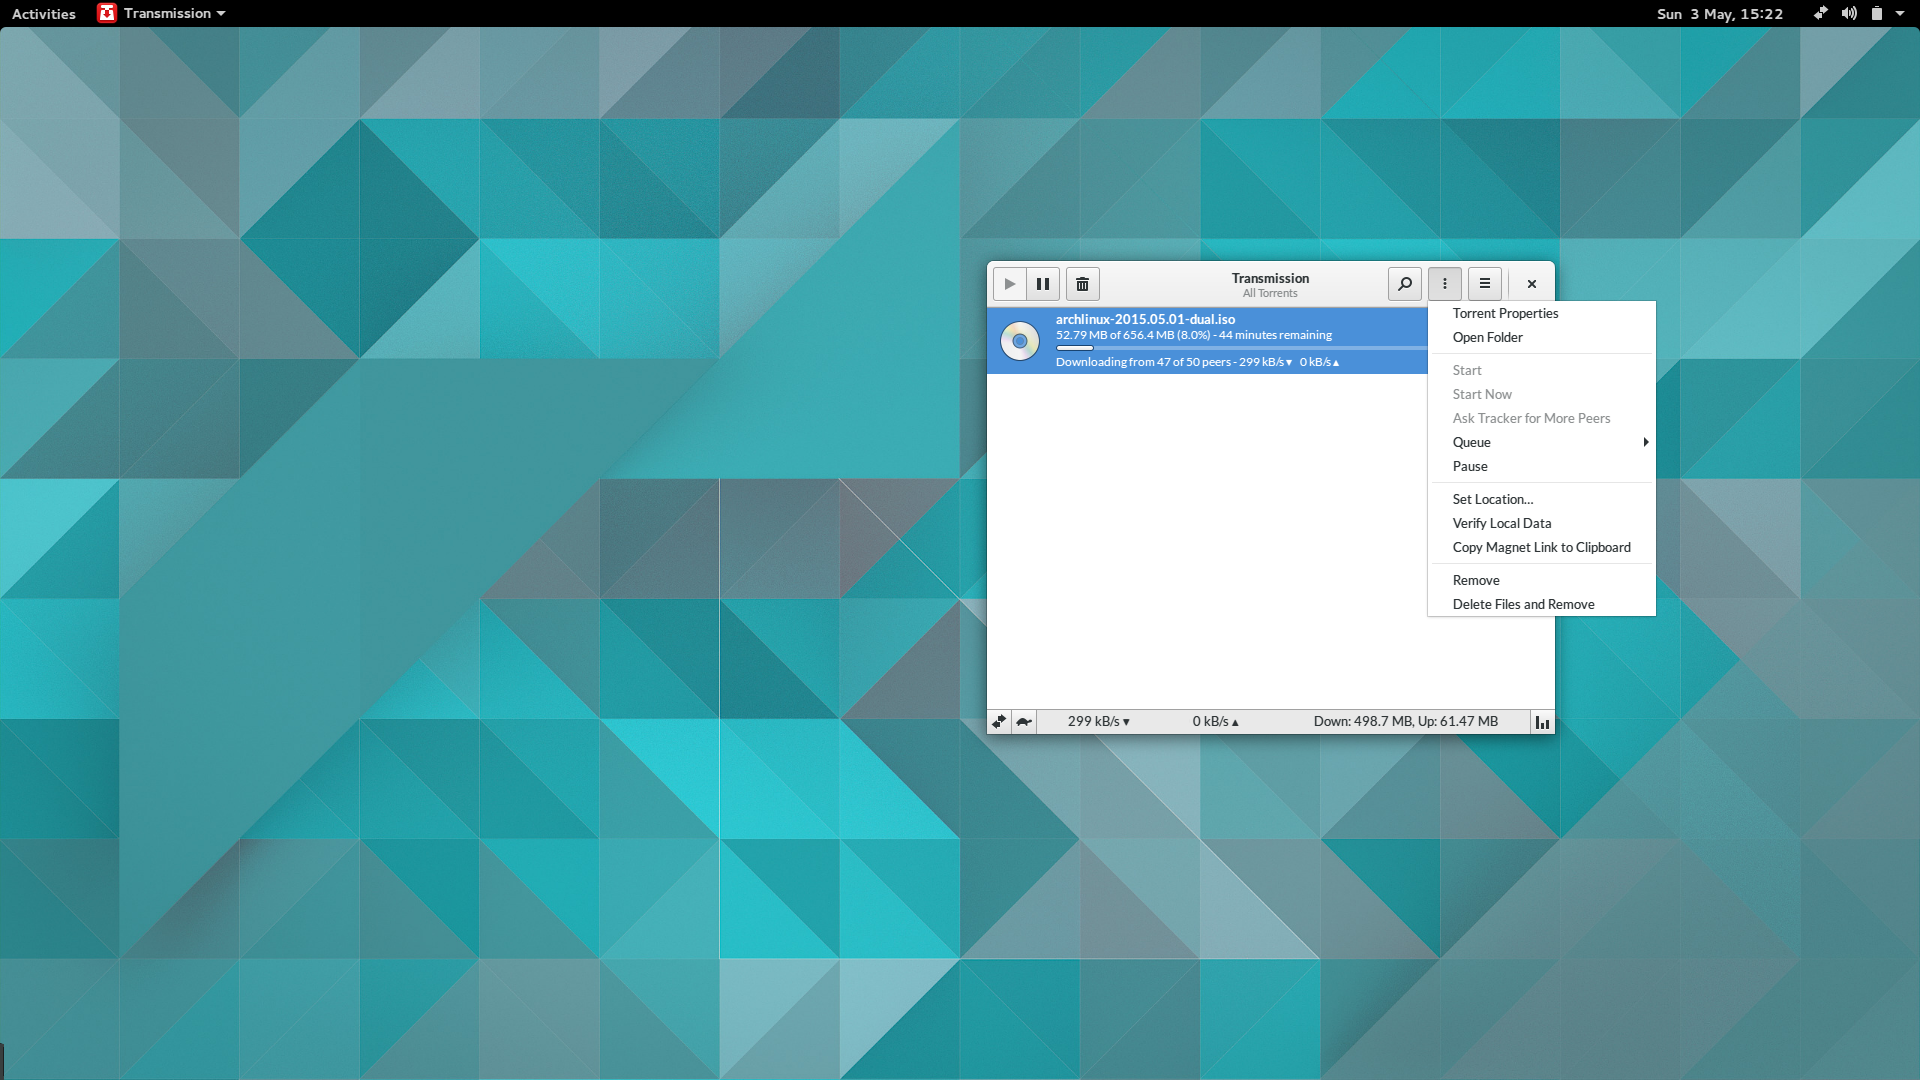 Activities
Transmission
Sun 3 May, 15:22
Transmission
All Torrents
archlinux-2015.05.01-dual.iso
52.79 MB of 656.4 MB (8.0%) - 44 minutes remaining
Downloading from 47 of 50 peers - 299 kB/s▼ 0 kB/s▲
Torrent Properties
Open Folder
Start
Start Now
Ask Tracker for More Peers
Queue
Pause
Set Location...
Verify Local Data
Copy Magnet Link to Clipboard
Remove
Delete Files and Remove
299 kB/s▼ 0 kB/s▲ Down: 498.7 MB, Up: 61.47 MB